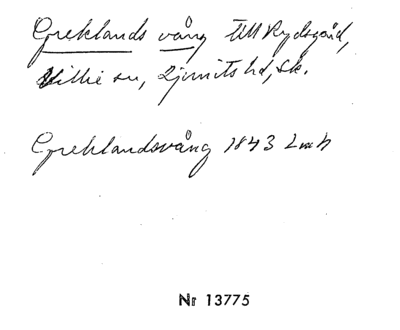 Greklands vång till Rydsgård,
Villie sn, Ljunits hd, Sk.
Greklandsvång 1843 Lmh
Nr 13775